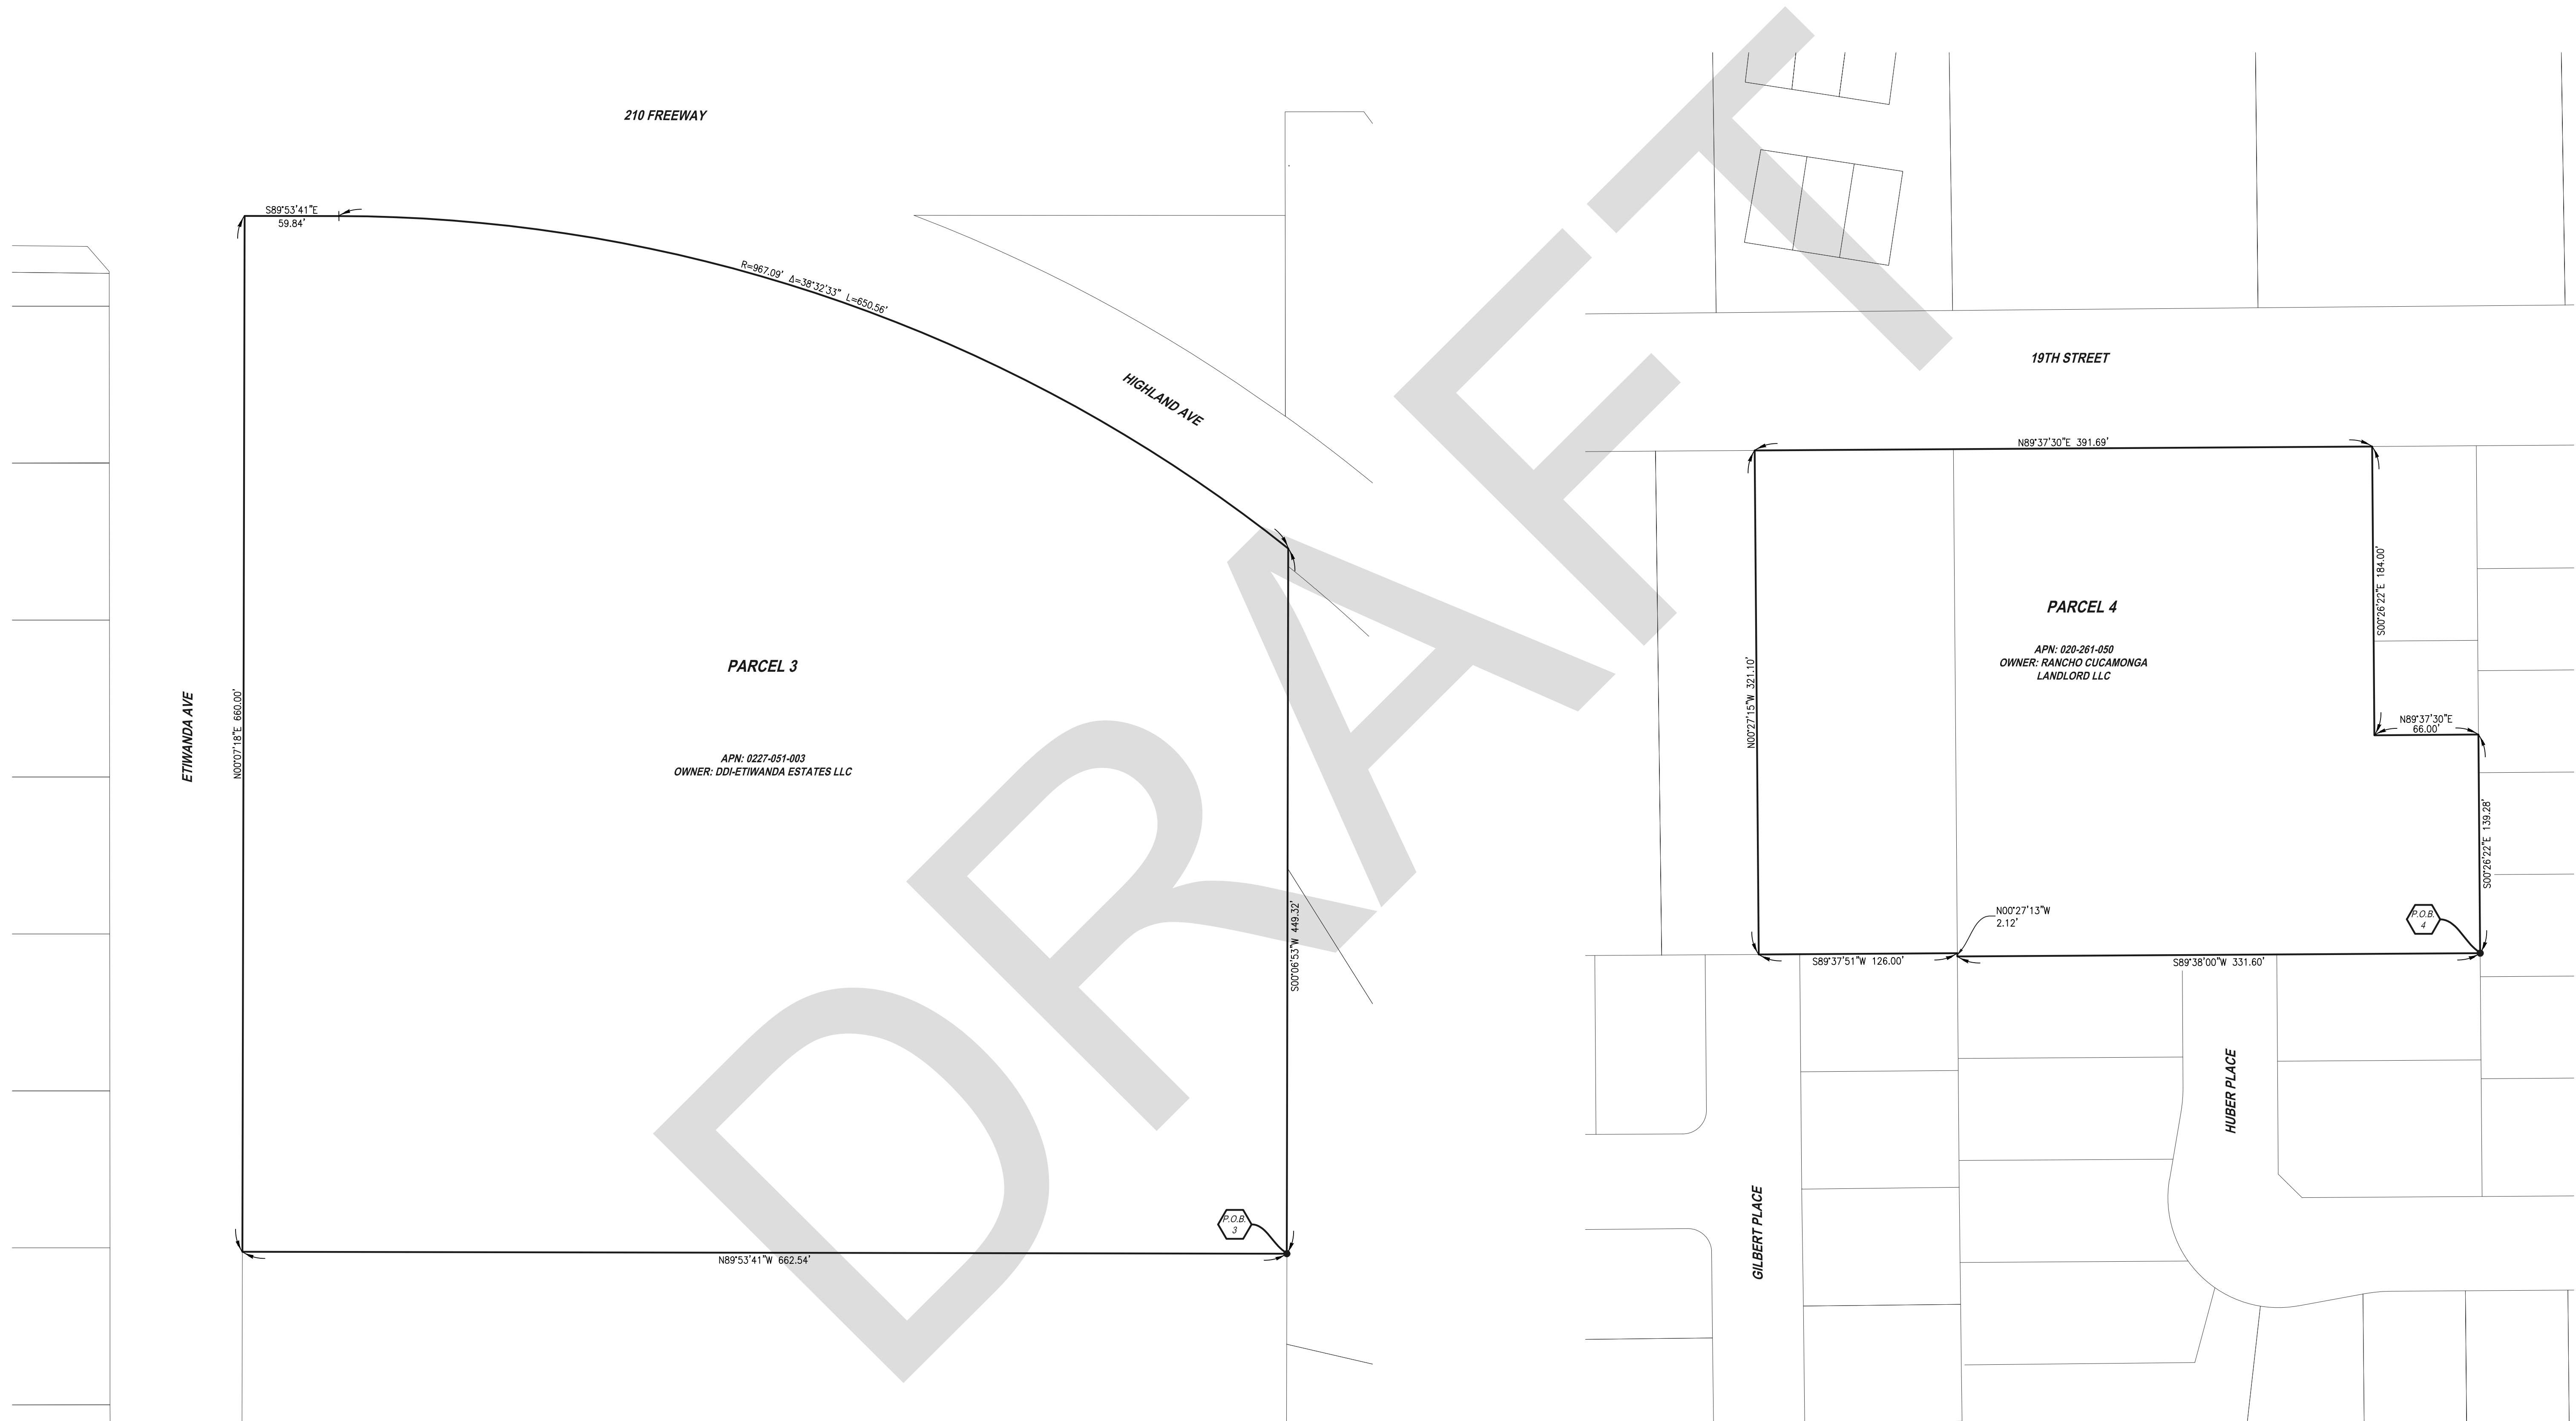 210 FREEWAY
S89°53'41"E
59.84'
R=967.09' Δ=38°32'33" L=650.56'
HIGHLAND AVE
ETIWANDA AVE
N00°07'18"E 660.00'
PARCEL 3
APN: 0227-051-003
OWNER: DDI-ETIWANDA ESTATES LLC
S00°06'53"W 449.32'
P.O.B.
3
N89°53'41"W 662.54'
DRAFT
19TH STREET
N89°37'30"E 391.69'
S00°26'22"E 184.00'
PARCEL 4
APN: 020-261-050
OWNER: RANCHO CUCAMONGA
LANDLORD LLC
N00°27'15"W 321.10'
N89°37'30"E
66.00'
S00°26'22"E 139.28'
P.O.B.
4
N00°27'13"W
2.12'
S89°37'51"W 126.00'
S89°38'00"W 331.60'
HUBER PLACE
GILBERT PLACE